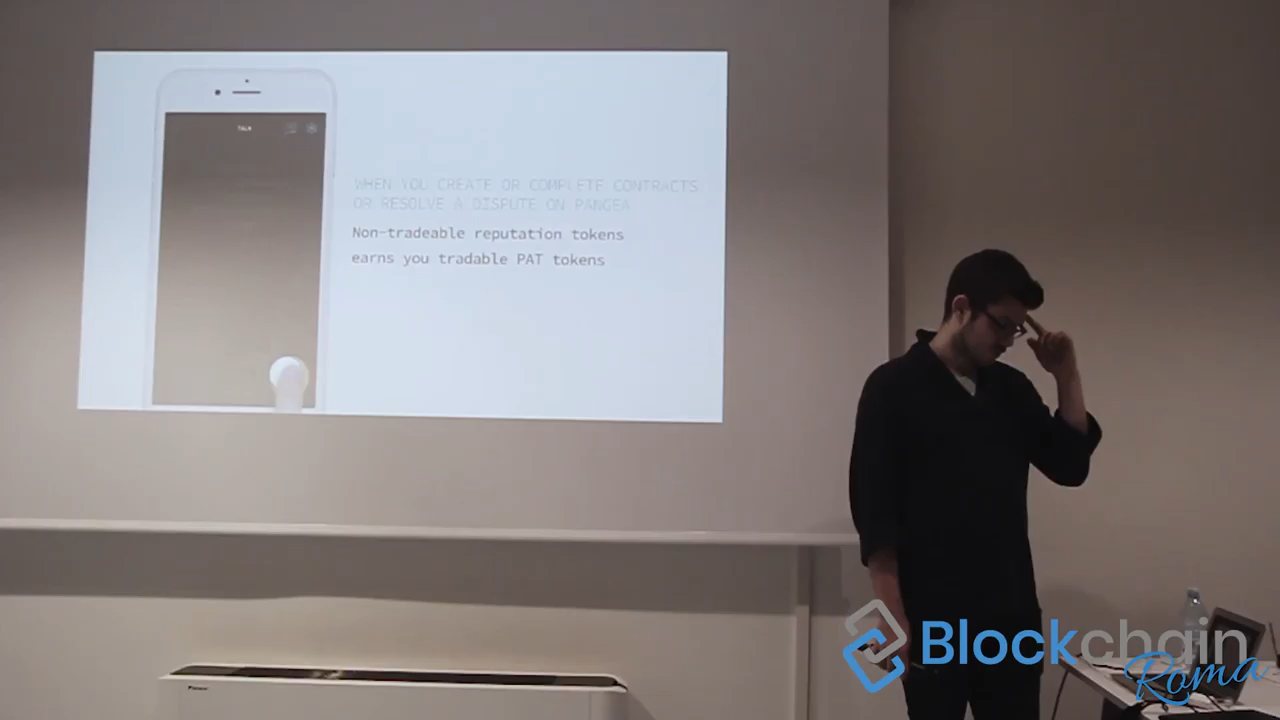 TALK
WHEN YOU CREATE OR COMPLETE CONTRACTS
OR RESOLVE A DISPUTE ON PANGEA
Non-tradeable reputation tokens
earns you tradable PAT tokens
Blockchain
Roma